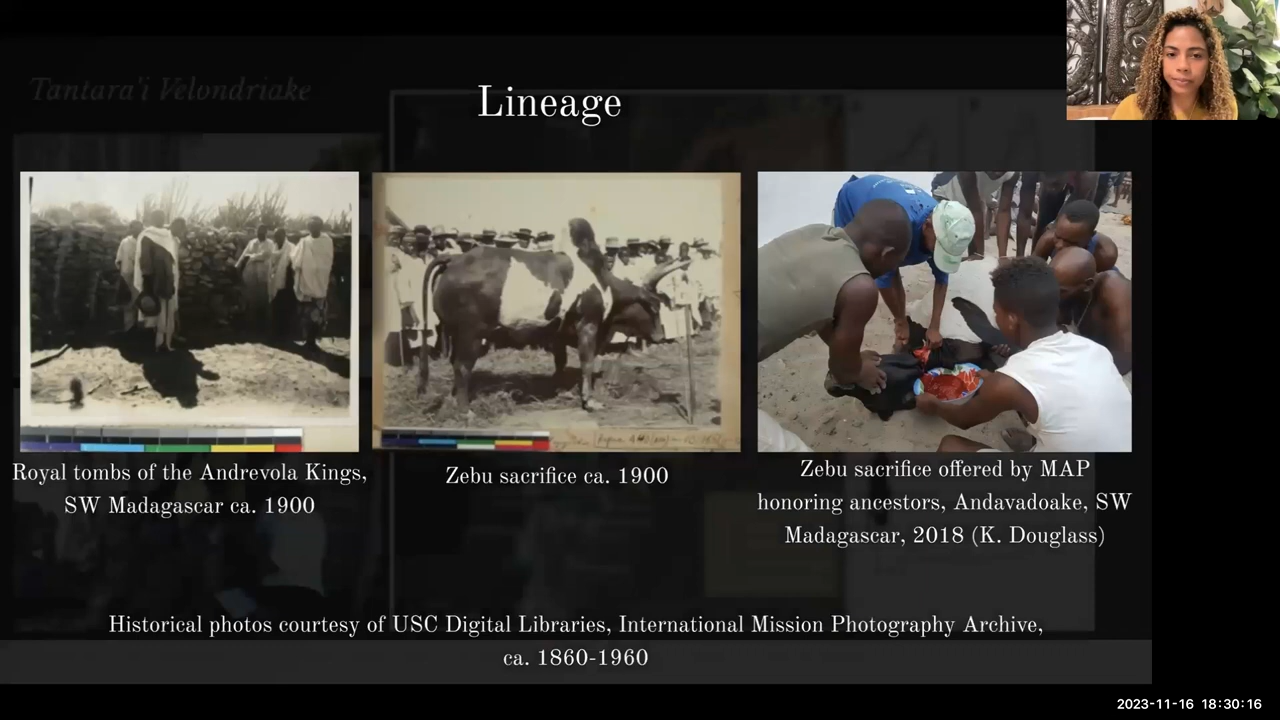 Tantara'i Velondriake
Lineage
Royal tombs of the Andrevola Kings,
SW Madagascar ca. 1900
Zebu sacrifice ca. 1900
Zebu sacrifice offered by MAP
honoring ancestors, Andavadoake, SW
Madagascar, 2018 (K. Douglass)
Historical photos courtesy of USC Digital Libraries, International Mission Photography Archive,
ca. 1860-1960
2023-11-16 18:30:16